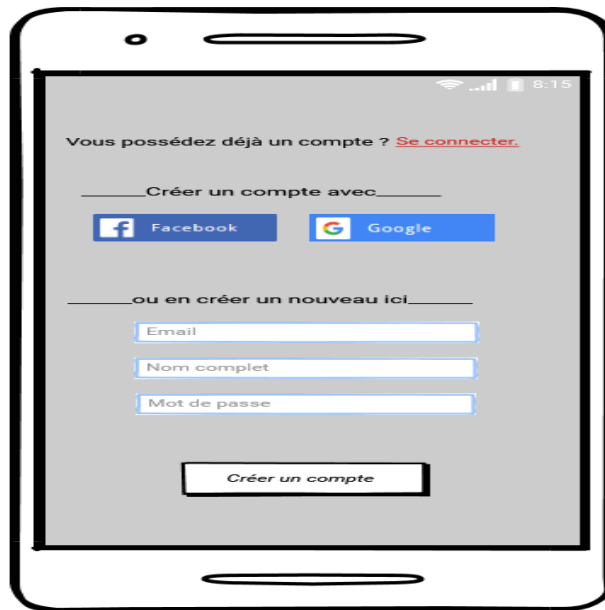 8:15
Vous possédez déjà un compte ? Se connecter.
______Créer un compte avec______
Facebook Google
______ou en créer un nouveau ici______
Email
Nom complet
Mot de passe
Créer un compte